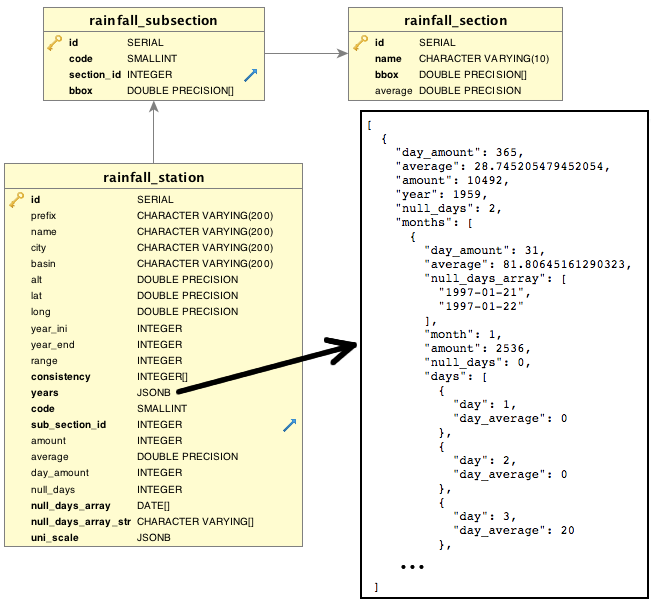 rainfall_subsection
id SERIAL
code SMALLINT
section_id INTEGER
bbox DOUBLE PRECISION[]
rainfall_section
id SERIAL
name CHARACTER VARYING(10)
bbox DOUBLE PRECISION[]
average DOUBLE PRECISION
rainfall_station
id SERIAL
prefix CHARACTER VARYING(200)
name CHARACTER VARYING(200)
city CHARACTER VARYING(200)
basin CHARACTER VARYING(200)
alt DOUBLE PRECISION
lat DOUBLE PRECISION
long DOUBLE PRECISION
year_ini INTEGER
year_end INTEGER
range INTEGER
consistency INTEGER[]
years JSONB
code SMALLINT
sub_section_id INTEGER
amount INTEGER
average DOUBLE PRECISION
day_amount INTEGER
null_days INTEGER
null_days_array DATE[]
null_days_array_str CHARACTER VARYING[]
uni_scale JSONB
[
{
"day_amount": 365,
"average": 28.745205479452054,
"amount": 10492,
"year": 1959,
"null_days": 2,
"months": [
{
"day_amount": 31,
"average": 81.80645161290323,
"null_days_array": [
"1997-01-21",
"1997-01-22"
],
"month": 1,
"amount": 2536,
"null_days": 0,
"days": [
{
"day": 1,
"day_average": 0
},
{
"day": 2,
"day_average": 0
},
{
"day": 3,
"day_average": 20
},
...
]